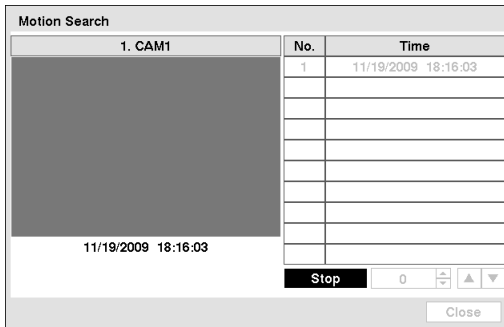 Motion Search
1. CAM1
No. Time
1 11/19/2009 18:16:03
11/19/2009 18:16:03
Stop 0
Close